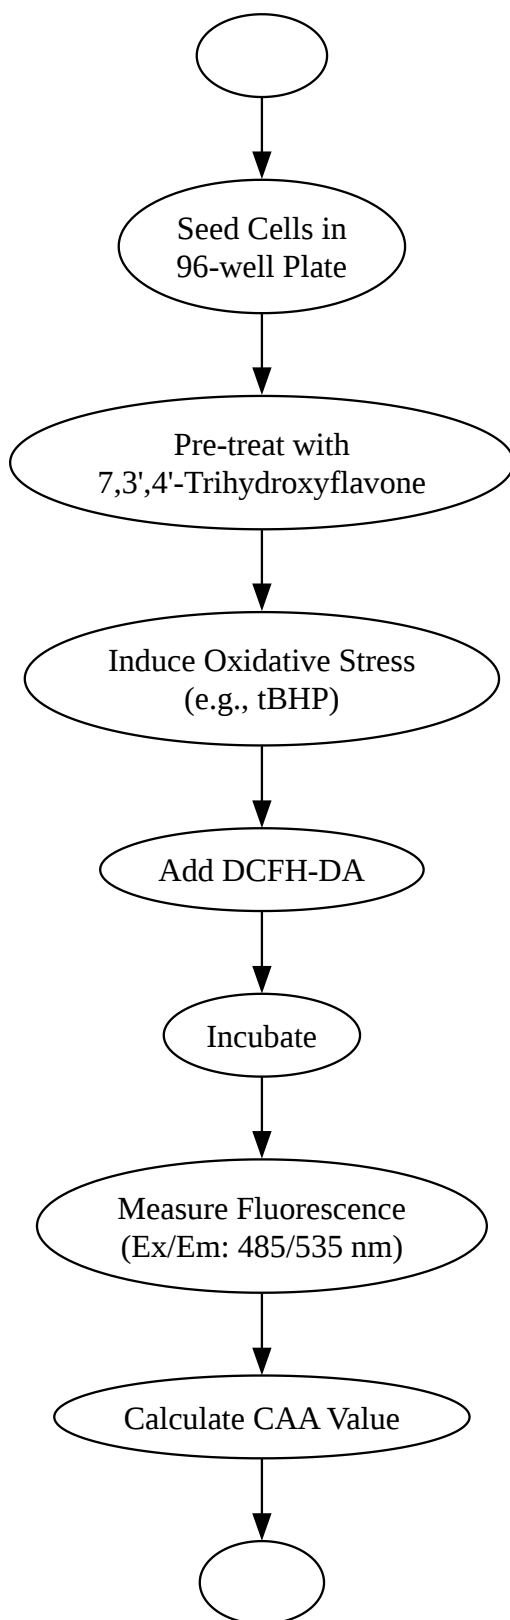 Seed Cells in
96-well Plate
Pre-treat with
7,3',4'-Trihydroxyflavone
Induce Oxidative Stress
(e.g., tBHP)
Add DCFH-DA
Incubate
Measure Fluorescence
(Ex/Em: 485/535 nm)
Calculate CAA Value